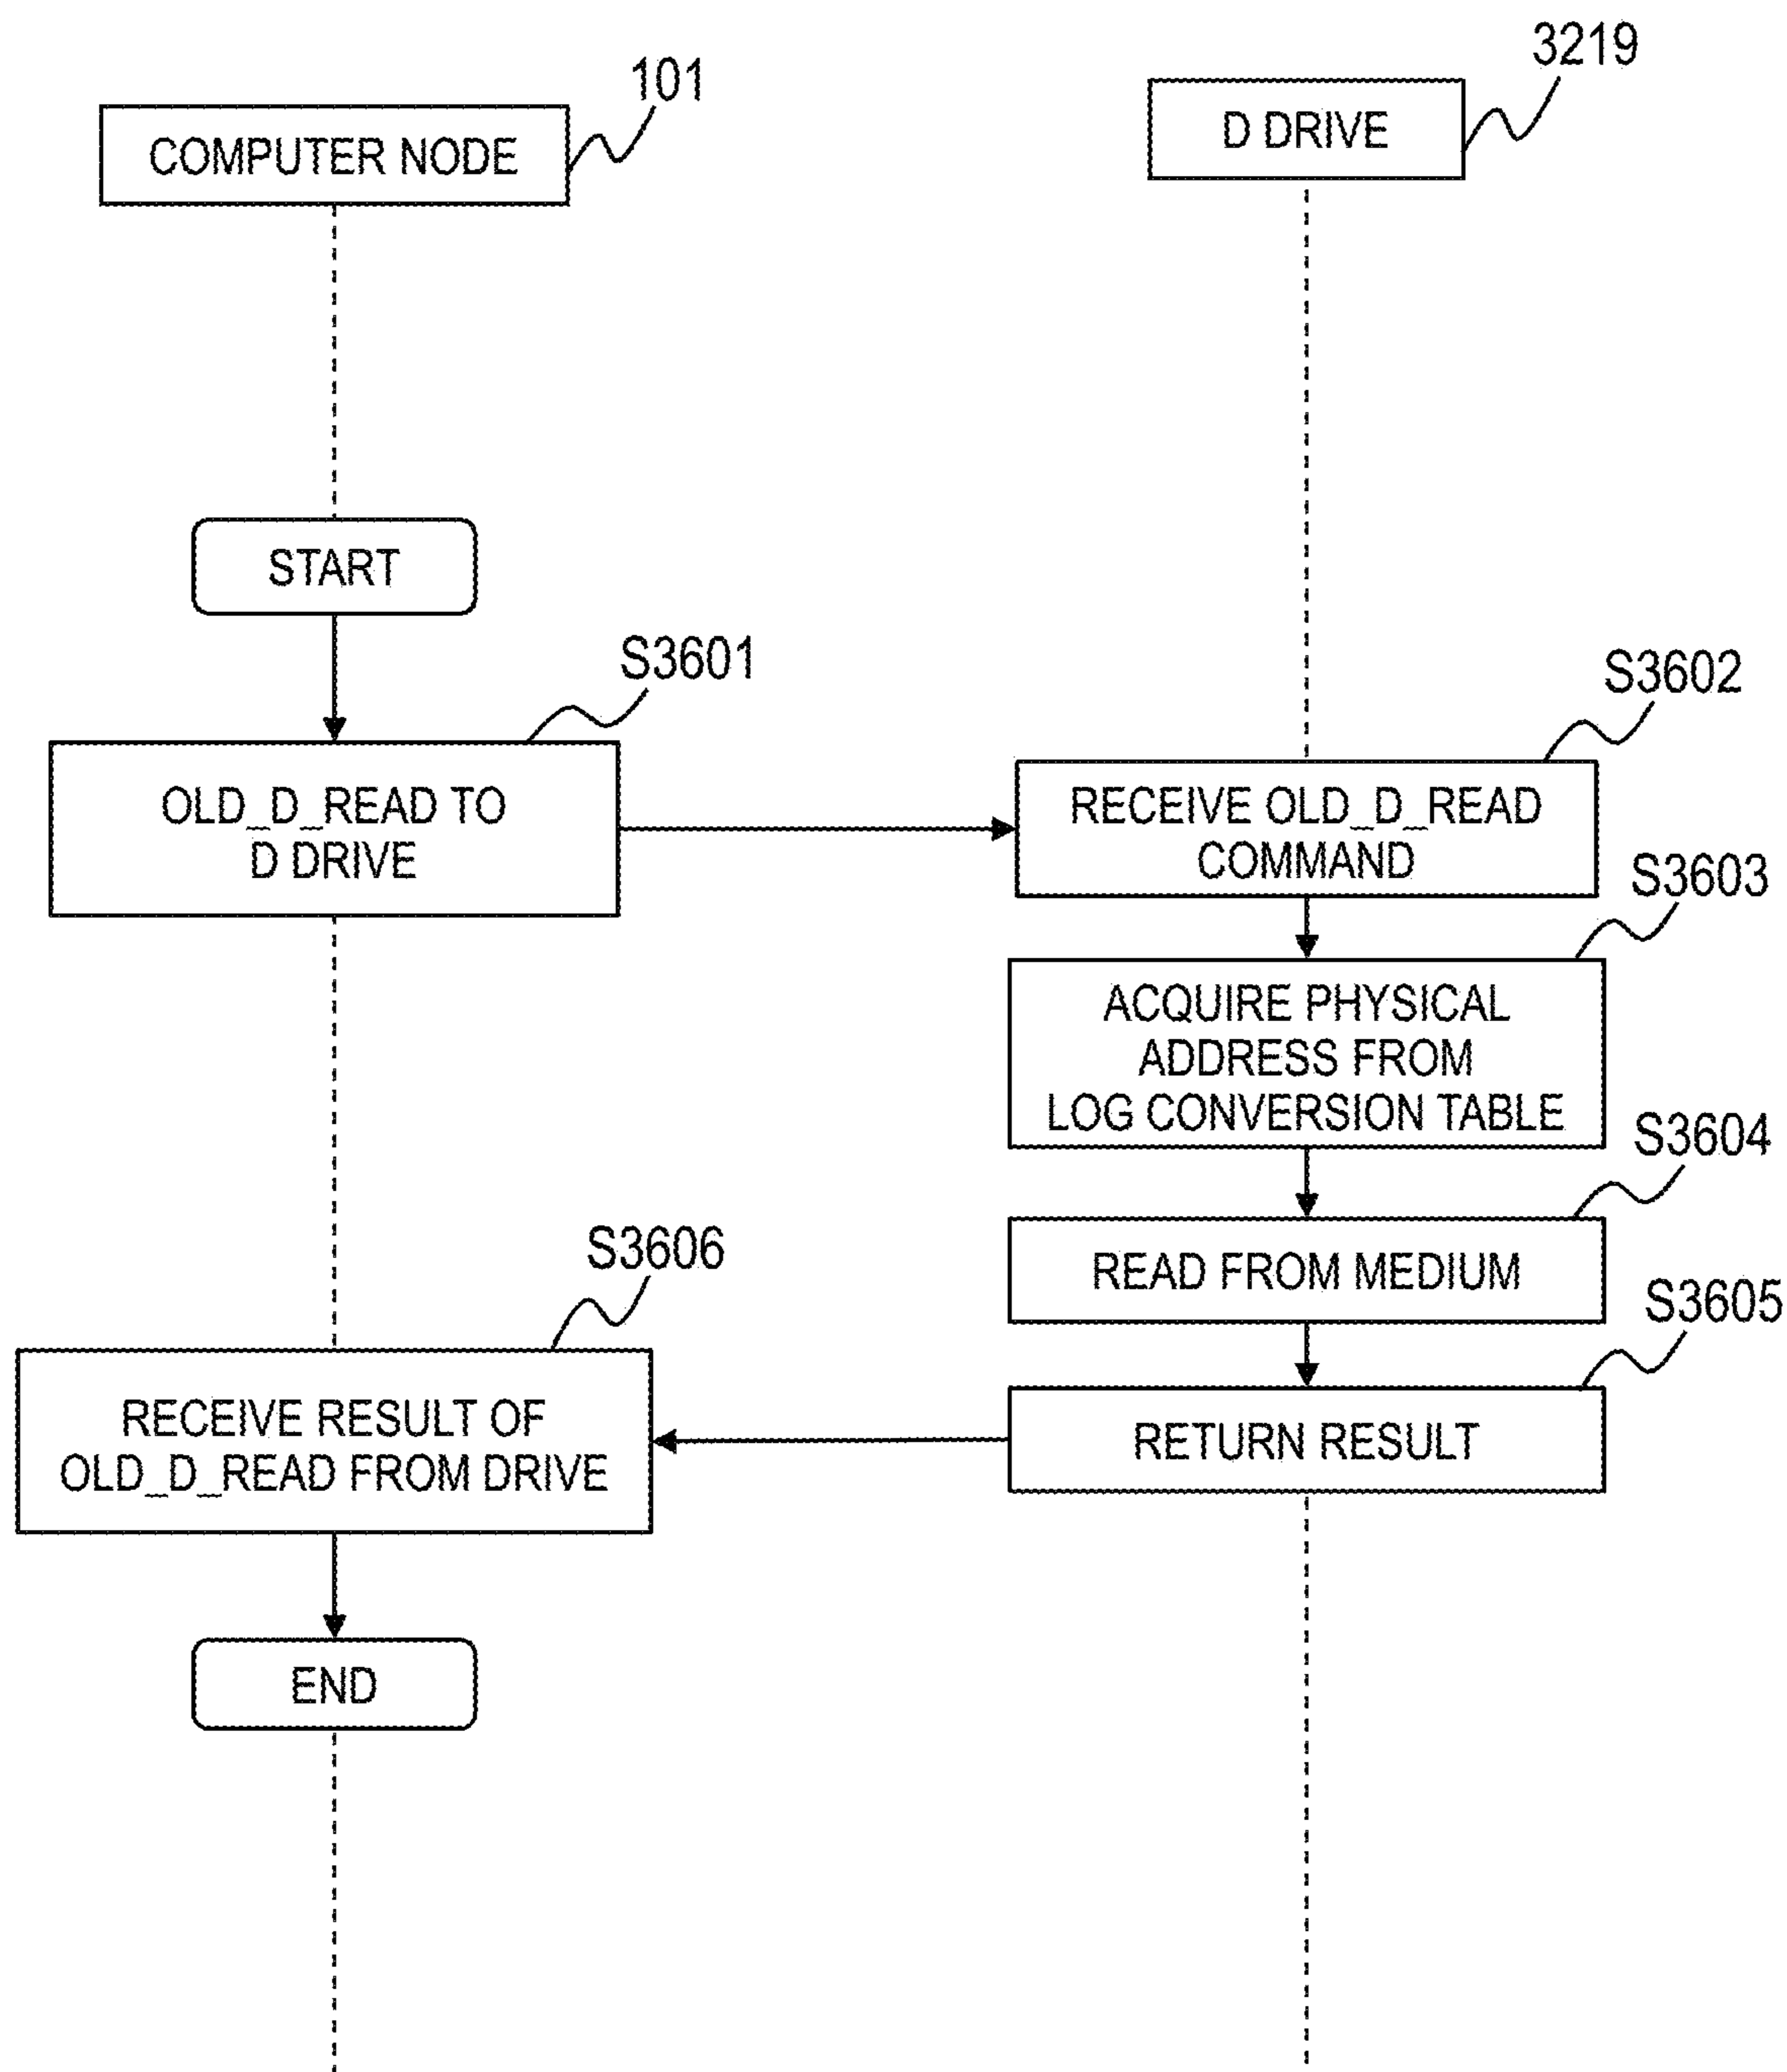 3219
101
D DRIVE
COMPUTER NODE
START
S3601
S3602
OLD_D_READ TO
D DRIVE
RECEIVE OLD_D_READ
COMMAND
S3603
ACQUIRE PHYSICAL
ADDRESS FROM
LOG CONVERSION TABLE
S3604
READ FROM MEDIUM
S3606
S3605
RECEIVE RESULT OF
OLD_D_READ FROM DRIVE
RETURN RESULT
END